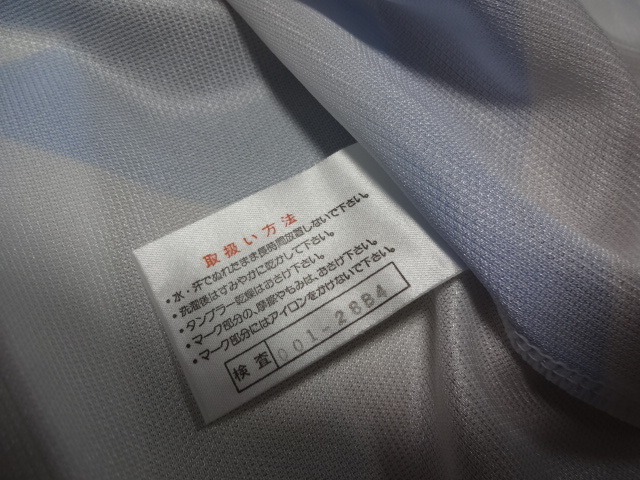 取扱い方法
・水・汗でぬれたまま長時間放置しないで下さい。
・洗濯後はすみやかに乾かして下さい。
・タンブラー乾燥はおさけ下さい。
・マーク部分の、摩擦やもみは、おさけ下さい。
・マーク部分にはアイロンをかけないで下さい。
検査 001-2884